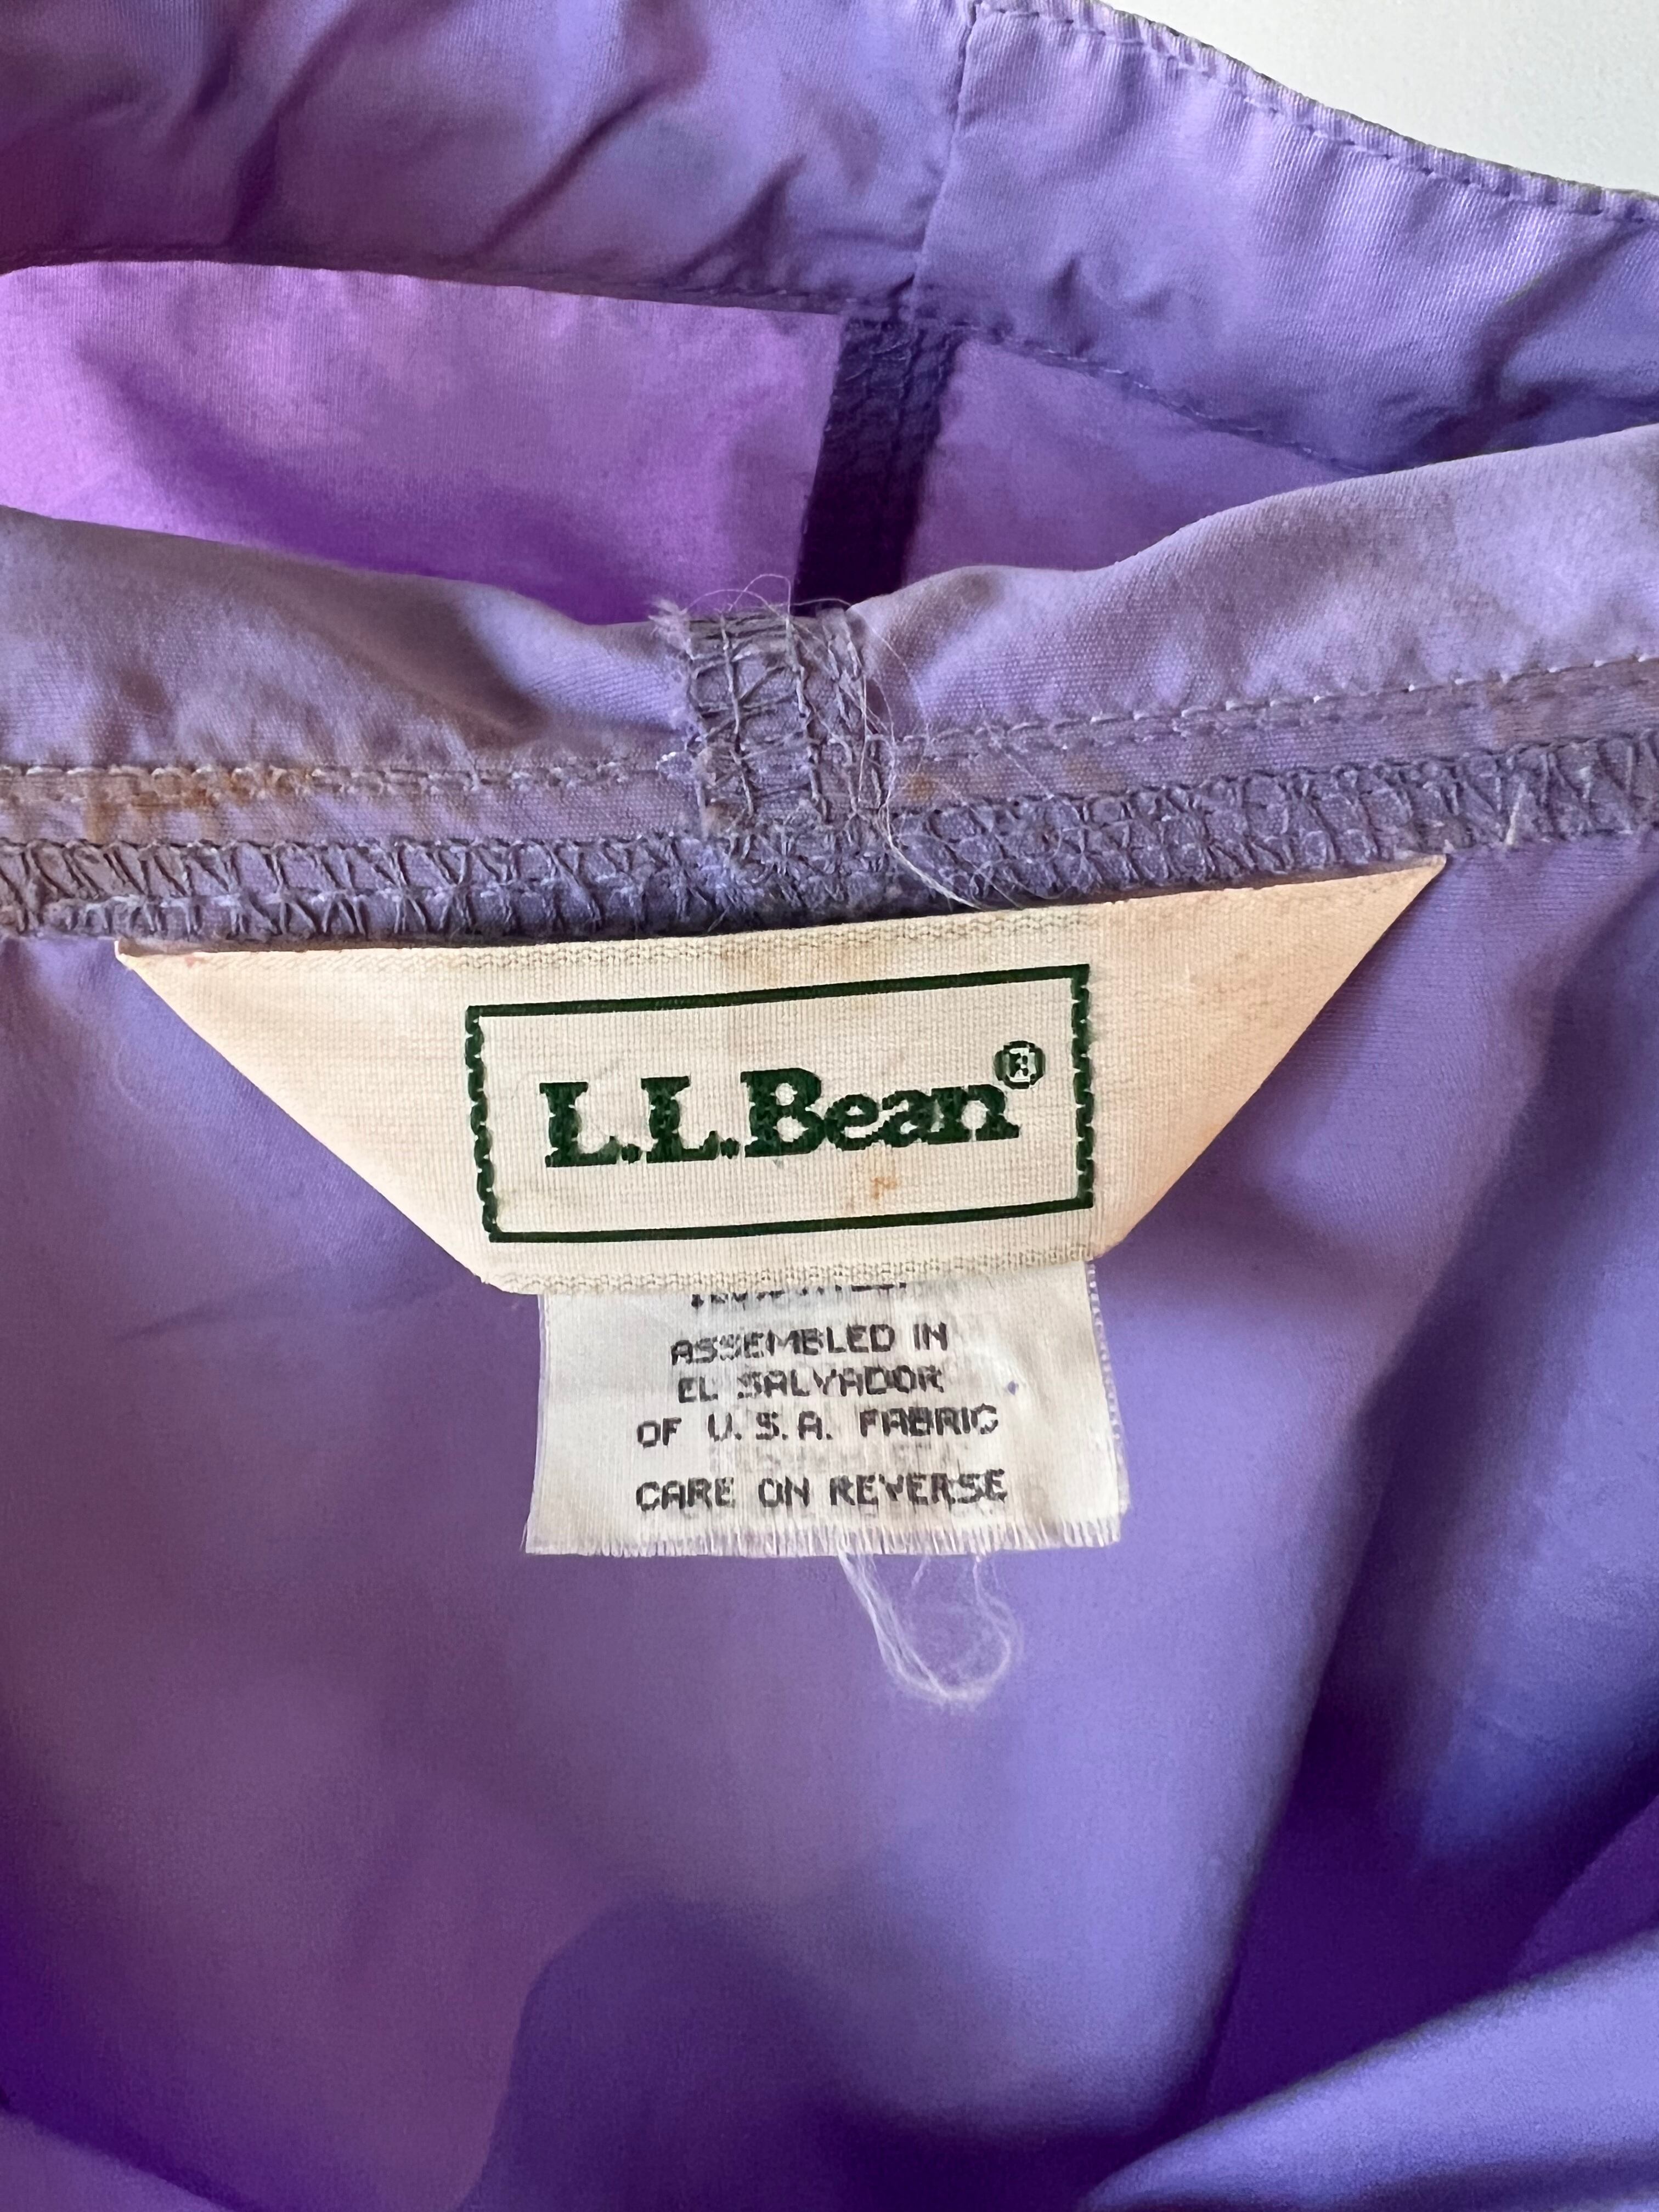 L.L.Bean®
ASSEMBLED IN
EL SALVADOR
OF U.S.A. FABRIC
CARE ON REVERSE